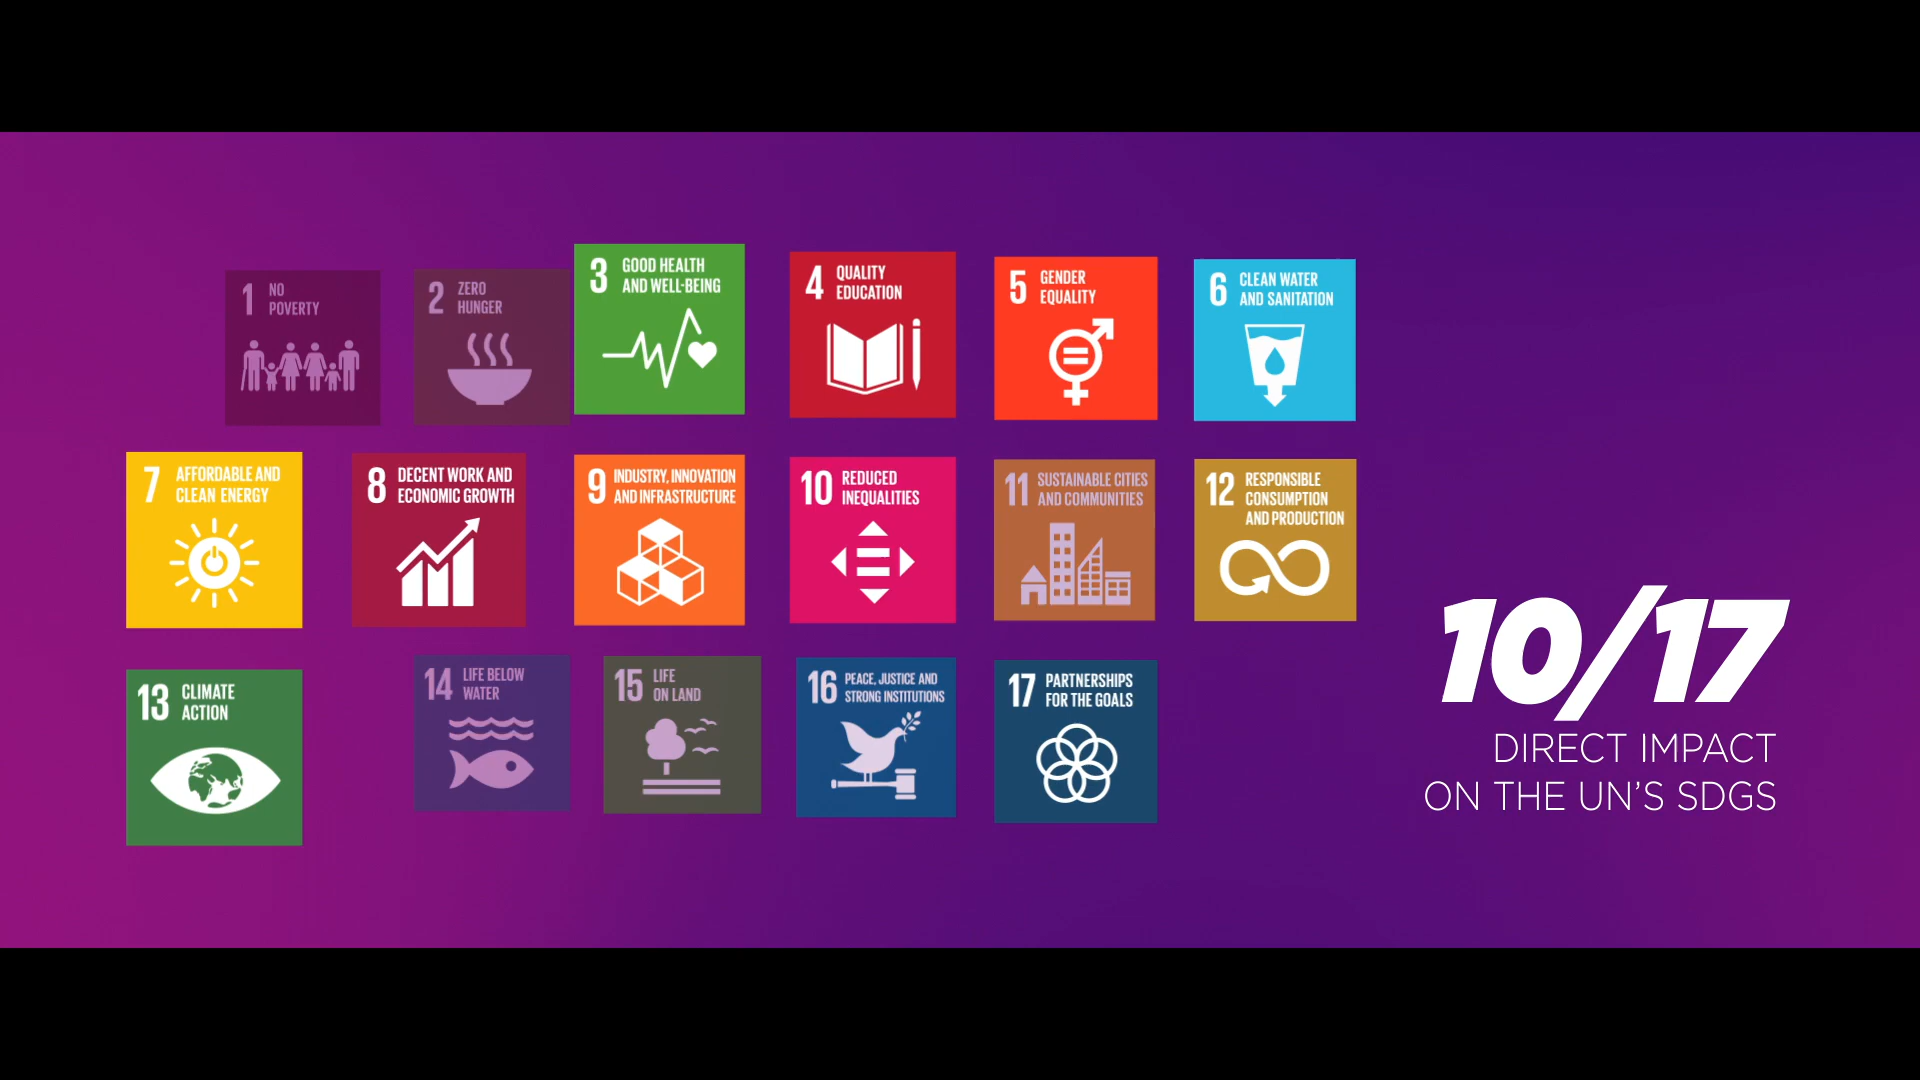 1 NO
POVERTY
2 ZERO
HUNGER
3 GOOD HEALTH
AND WELL-BEING
4 QUALITY
EDUCATION
5 GENDER
EQUALITY
6 CLEAN WATER
AND SANITATION
7 AFFORDABLE AND
CLEAN ENERGY
8 DECENT WORK AND
ECONOMIC GROWTH
9 INDUSTRY, INNOVATION
AND INFRASTRUCTURE
10 REDUCED
INEQUALITIES
11 SUSTAINABLE CITIES
AND COMMUNITIES
12 RESPONSIBLE
CONSUMPTION
AND PRODUCTION
13 CLIMATE
ACTION
14 LIFE BELOW
WATER
15 LIFE
ON LAND
16 PEACE, JUSTICE AND
STRONG INSTITUTIONS
17 PARTNERSHIPS
FOR THE GOALS
10/17
DIRECT IMPACT
ON THE UN'S SDGS